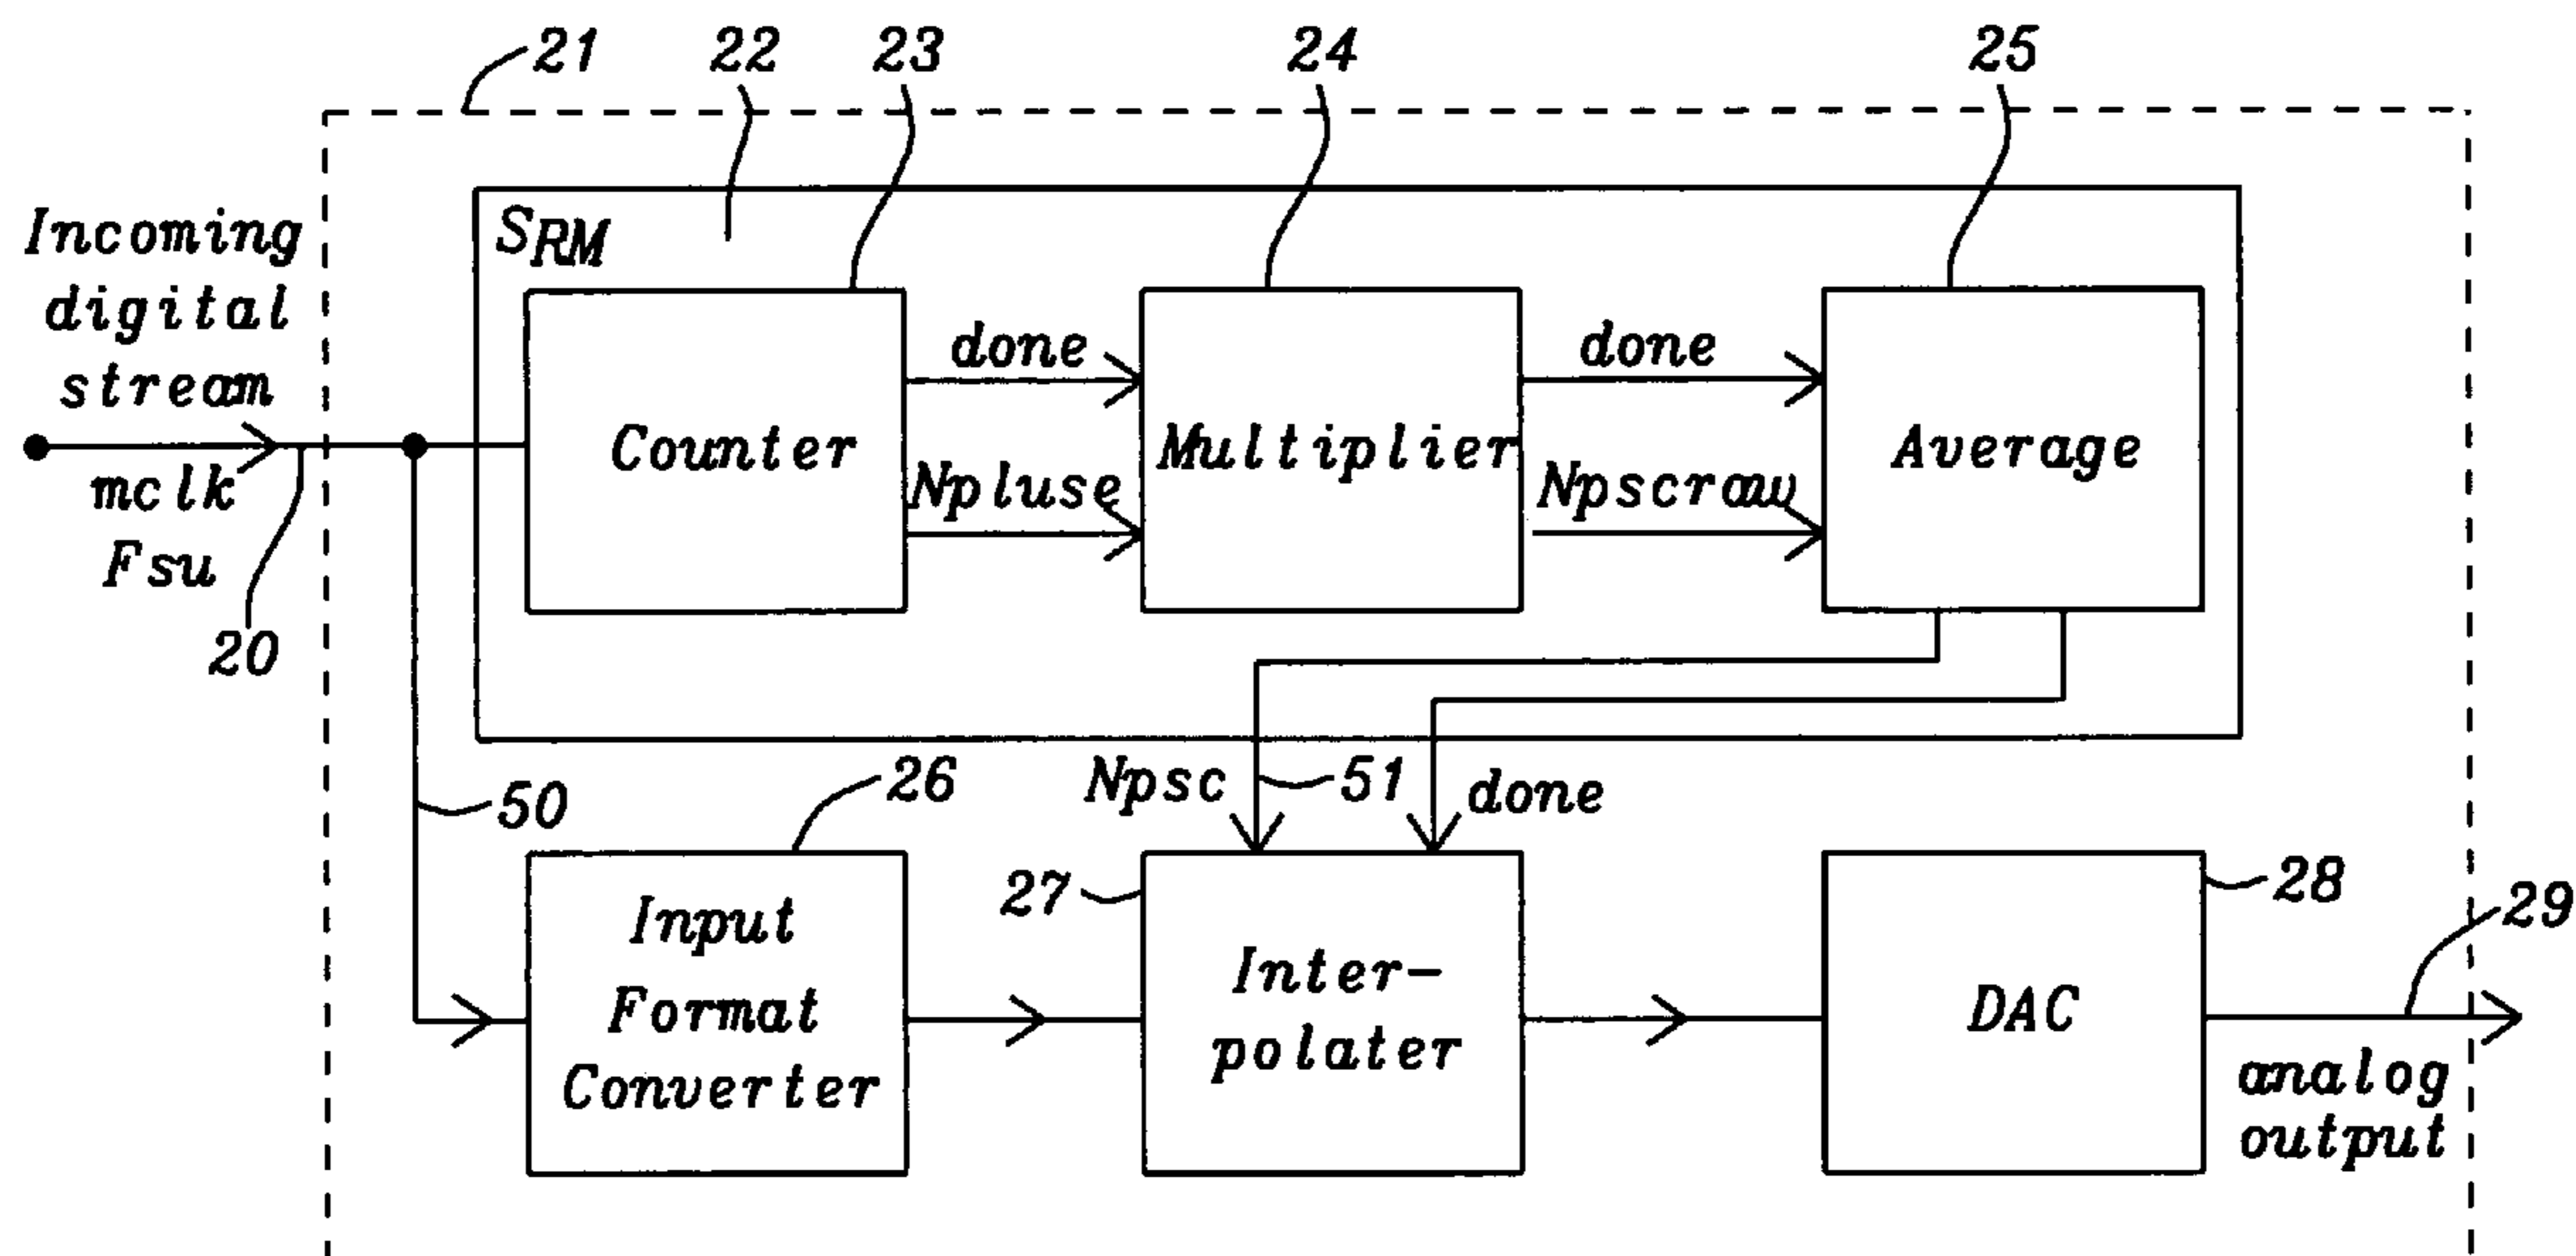 21
22
23
24
25
Incoming
digital
stream
mclk
Fsu
20
SRM
Counter
done
Npluse
Multiplier
done
Npscraw
Average
50
26
Npsc
51
done
27
28
29
Input
Format
Converter
Inter-
polater
DAC
analog
output